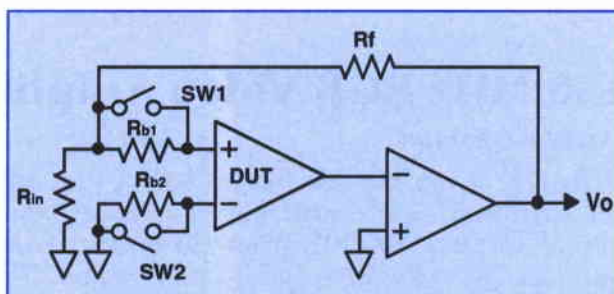 Rf
SW1
Rb1
+
DUT
−
Rin
Rb2
−
+
Vo
SW2